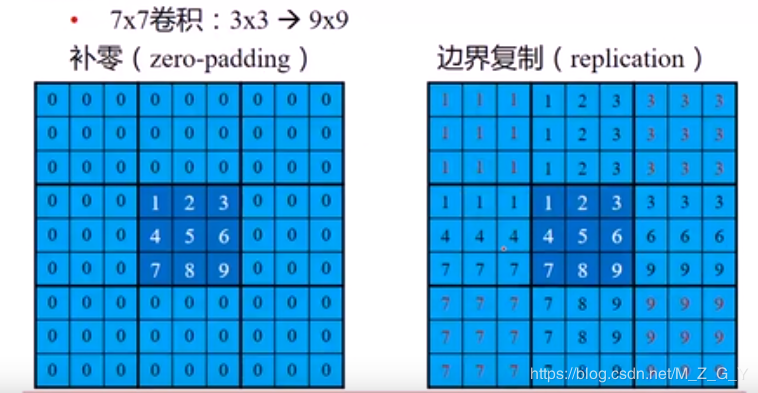 • 7x7卷积：3x3 → 9x9
补零（zero-padding） 边界复制（replication）
0 0 0 0 0 0 0 0 0 1 1 1 1 2 3 3 3 3
0 0 0 0 0 0 0 0 0 1 1 1 1 2 3 3 3 3
0 0 0 0 0 0 0 0 0 1 1 1 1 2 3 3 3 3
0 0 0 1 2 3 0 0 0 1 1 1 1 2 3 3 3 3
0 0 0 4 5 6 0 0 0 4 4 4 4 5 6 6 6 6
0 0 0 7 8 9 0 0 0 7 7 7 7 8 9 9 9 9
0 0 0 0 0 0 0 0 0 7 7 7 7 8 9 9 9 9
0 0 0 0 0 0 0 0 0 7 7 7 7 8 9 9 9 9
0 0 0 0 0 0 0 0 0 7 7 7 7 8 9 9 9 9
https://blog.csdn.net/M_Z_G_Y